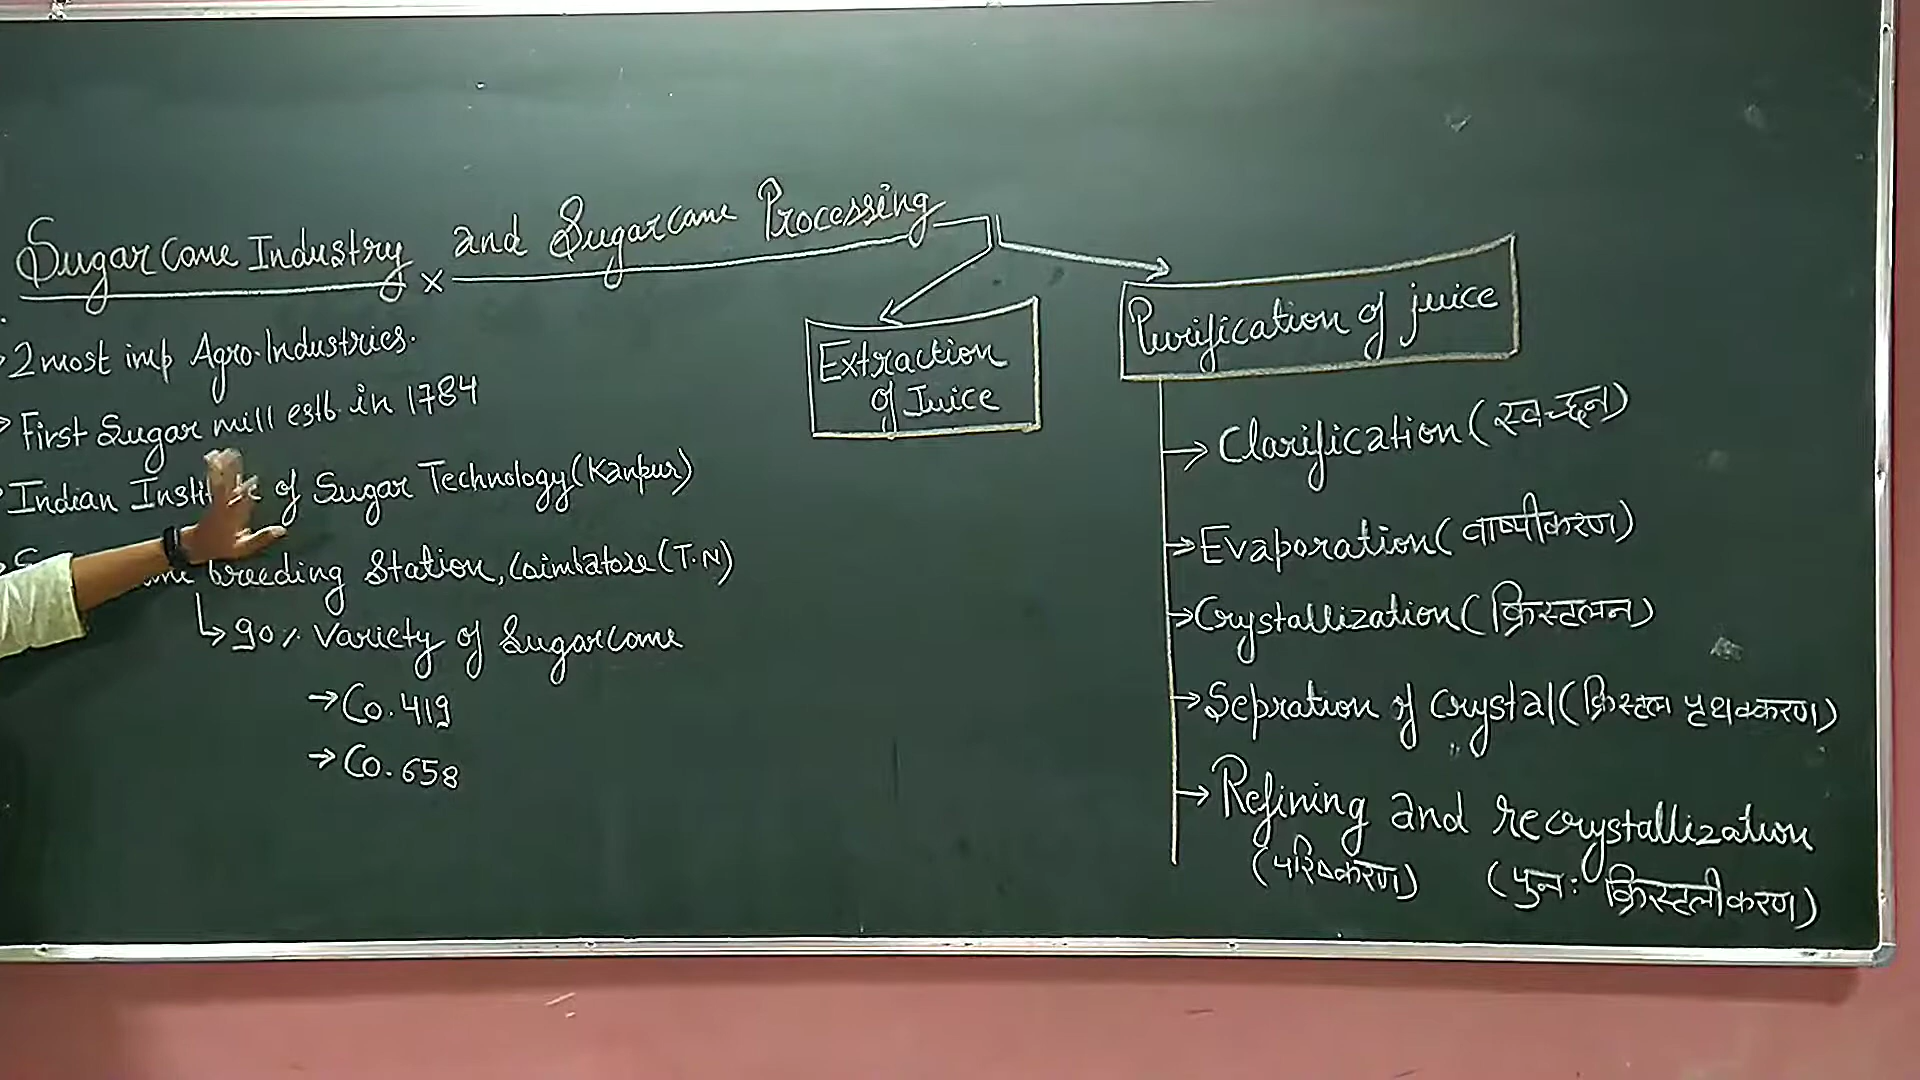 Sugarcane Industry and Sugarcane Processing
2 most imp Agro-Industries.
First Sugar mill estb. in 1784
Indian of Sugar Technology (Kanpur)
breeding Station, Coimbatore (T.N)
90% Variety of Sugarcane
Co. 419
Co. 658
Extraction
of Juice
Purification of juice
Clarification (स्वच्छन)
Evaporation (वाष्पीकरण)
Crystallization (क्रिस्टलन)
Sepration of crystal (क्रिस्टल पृथक्करण)
Refining and recrystallization
(परिष्करण) (पुनः क्रिस्टलीकरण)